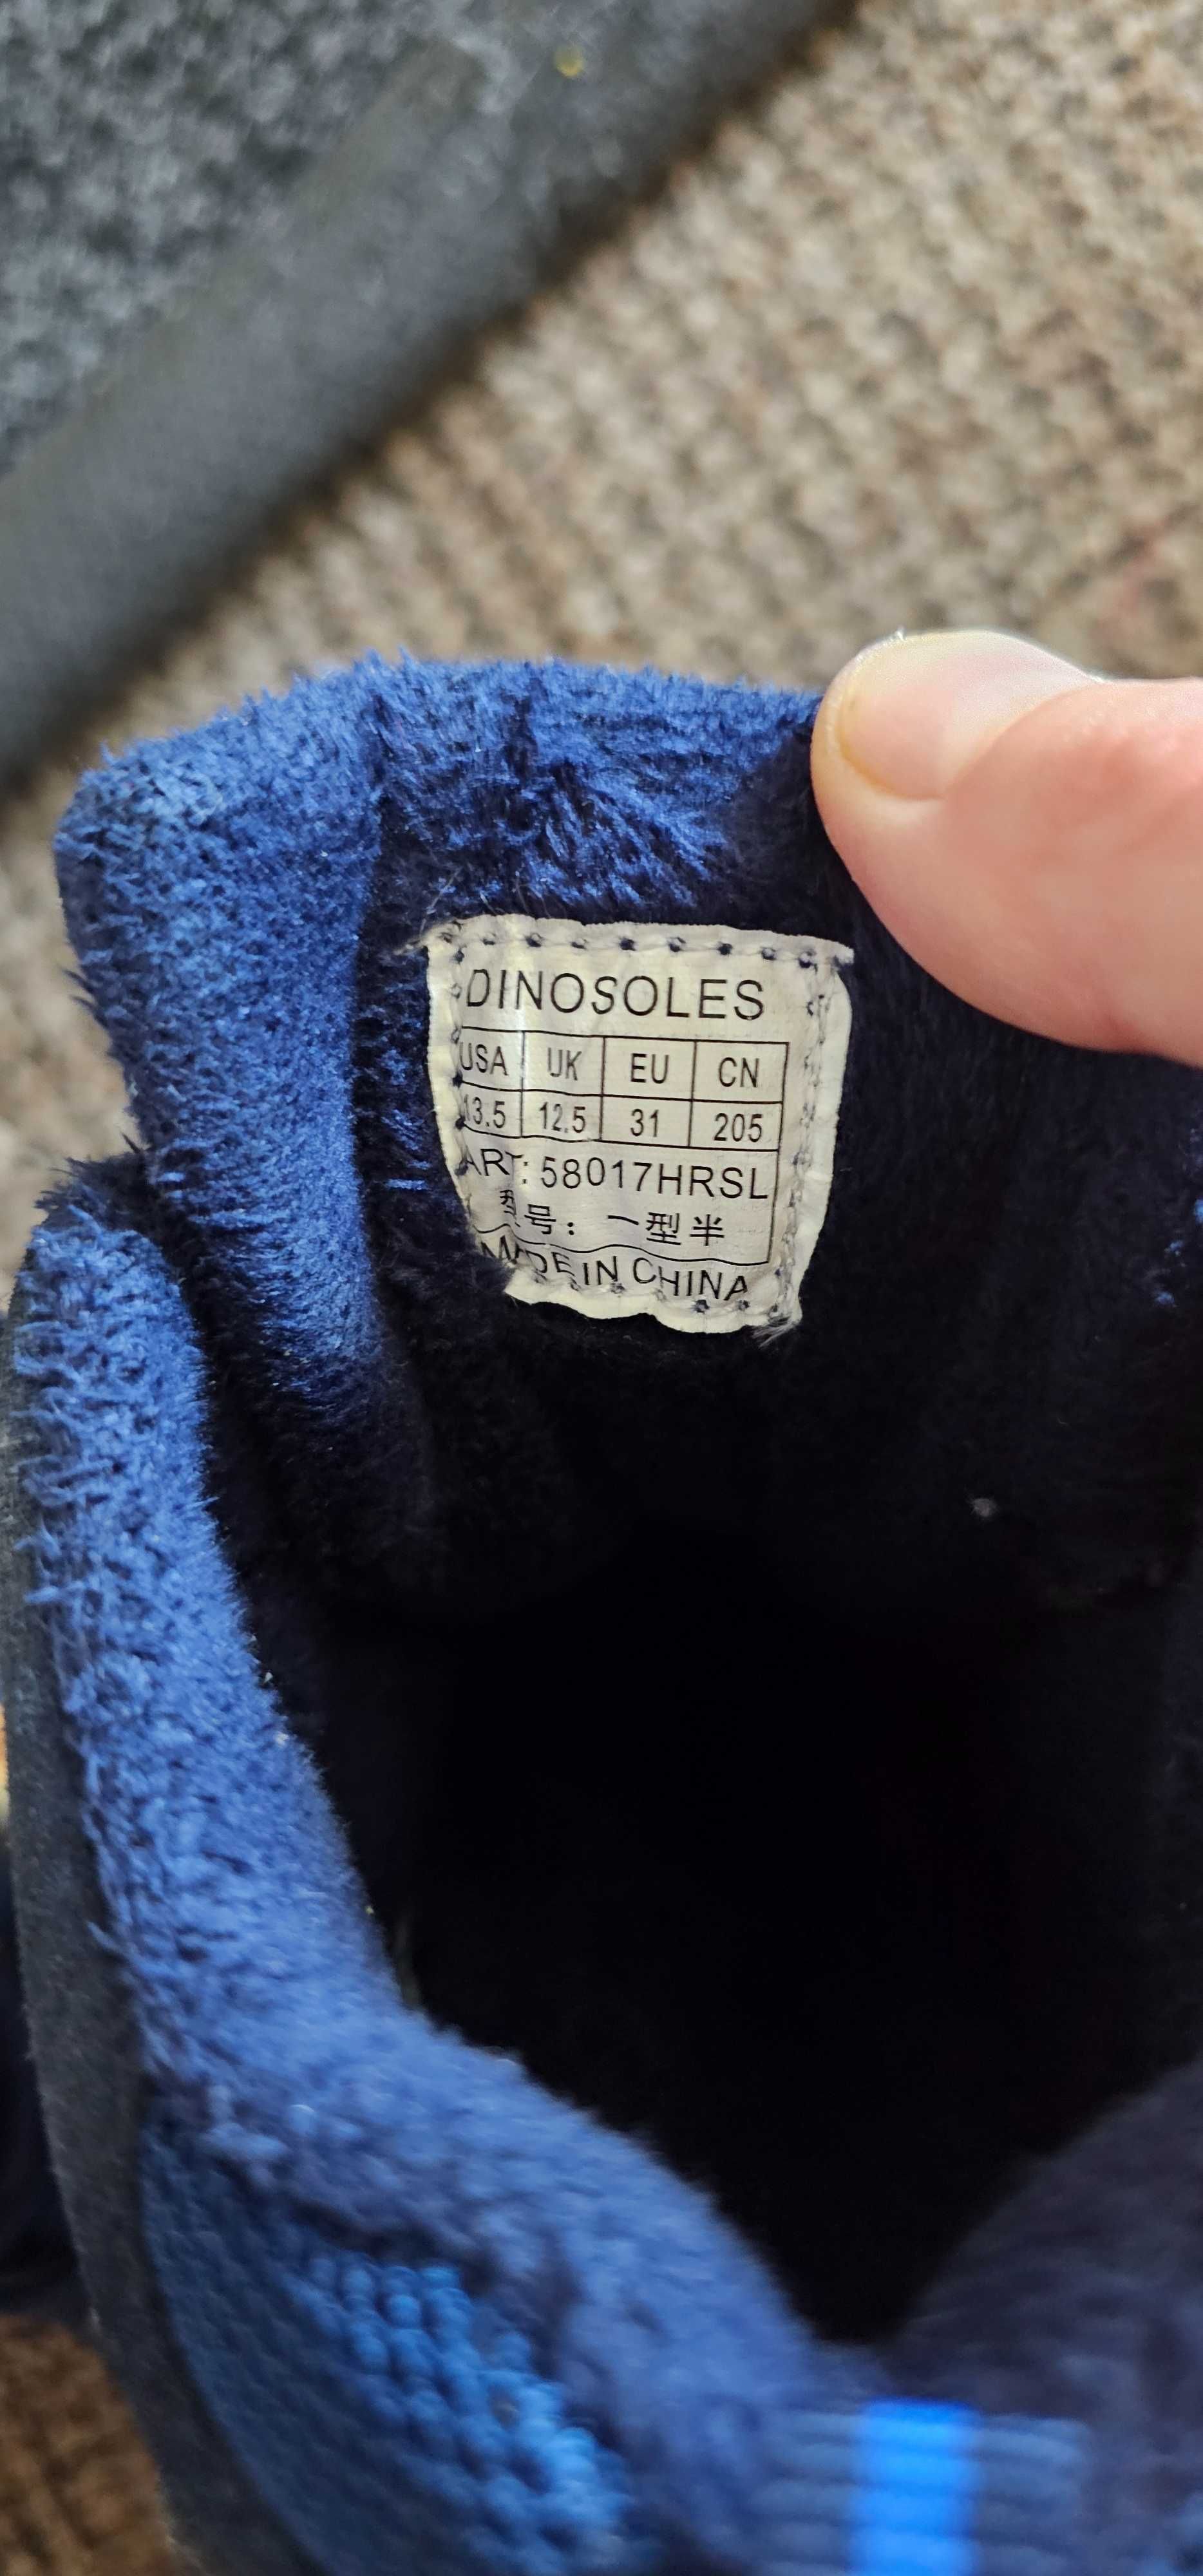 DINOSOLES
USA UK EU CN
13.5 12.5 31 205
ART: 58017HRSL
型号：一型半
MADE IN CHINA